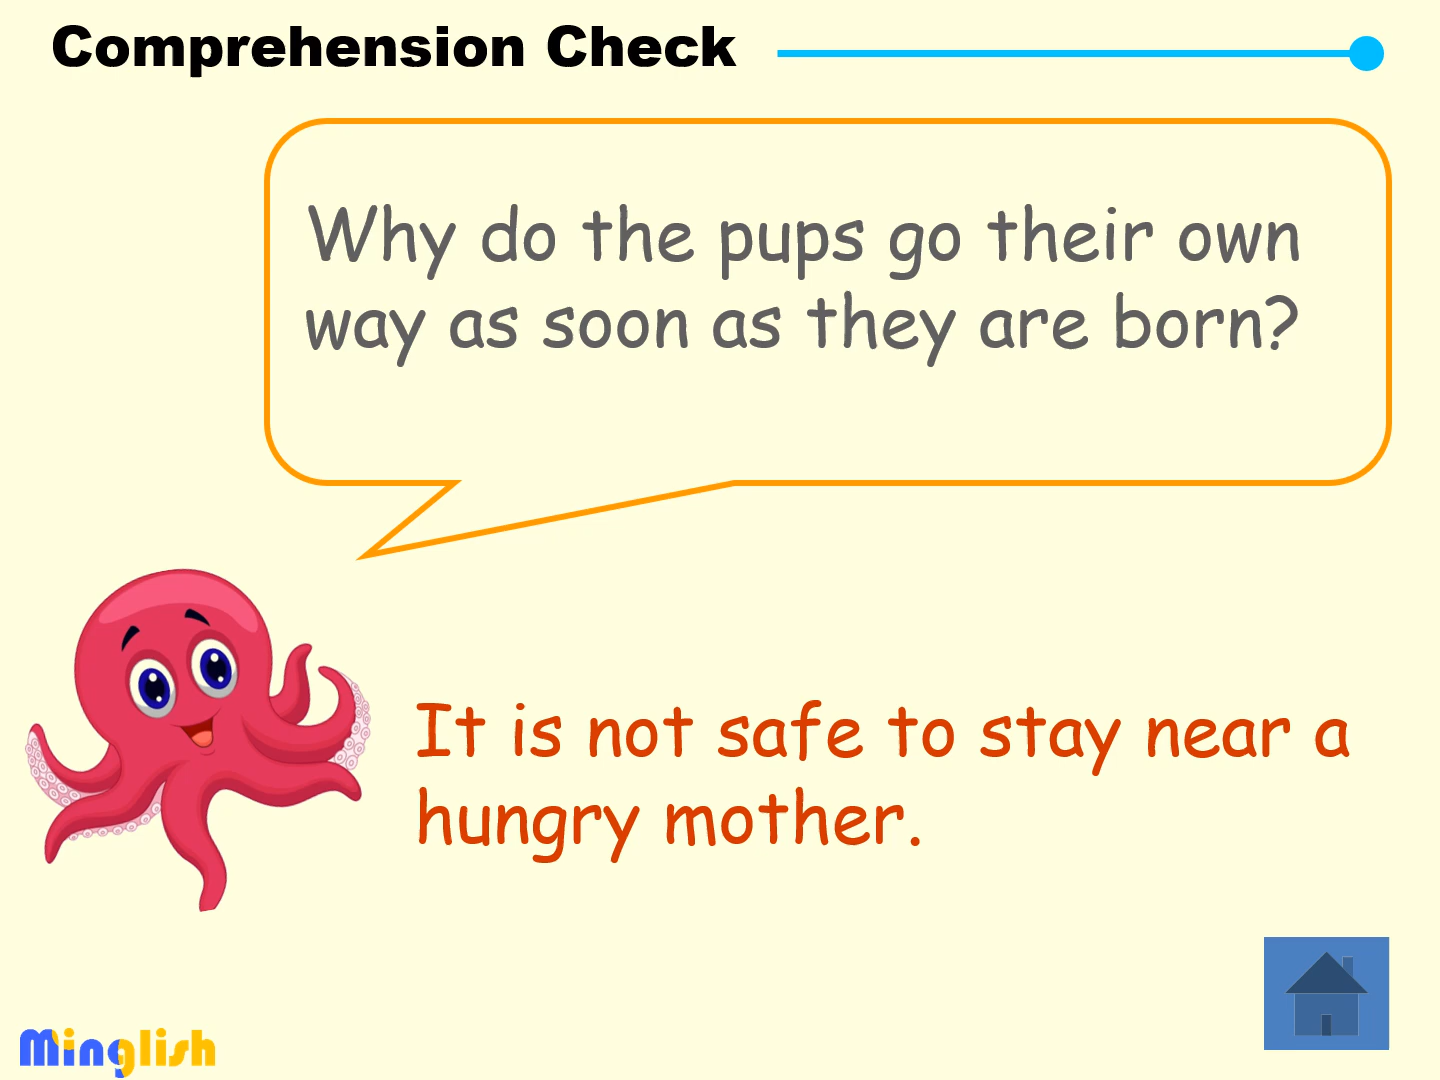 Comprehension Check
Why do the pups go their own
way as soon as they are born?
It is not safe to stay near a
hungry mother.
Minglish